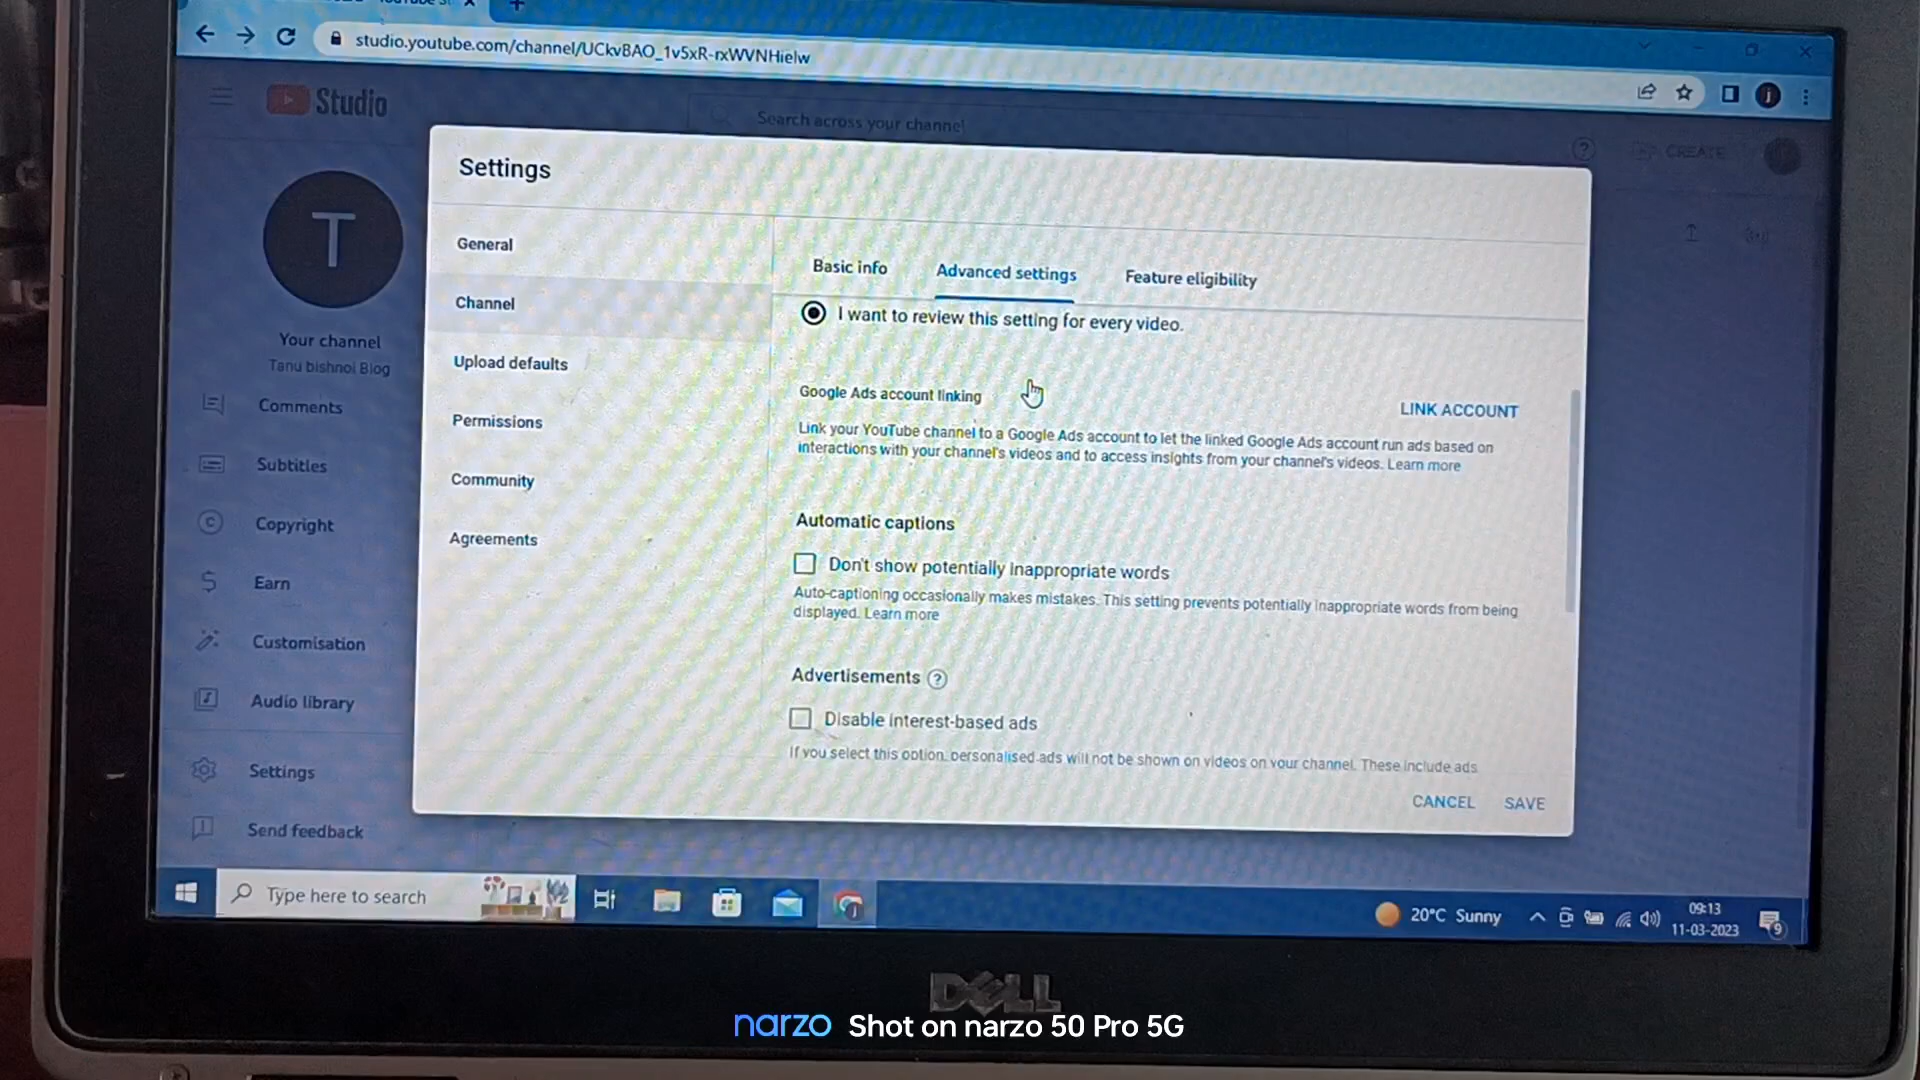 studio.youtube.com/channel/UCkvBAO_1v5xR-rxWVNHielw
Studio
Search across your channel
CREATE
Settings
T
Your channel
Tanu bishnoi Blog
Comments
Subtitles
Copyright
Earn
Customisation
Audio library
Settings
Send feedback
General
Channel
Upload defaults
Permissions
Community
Agreements
Basic info
Advanced settings
Feature eligibility
I want to review this setting for every video.
Google Ads account linking
LINK ACCOUNT
Link your YouTube channel to a Google Ads account to let the linked Google Ads account run ads based on
interactions with your channel's videos and to access insights from your channel's videos. Learn more
Automatic captions
Don't show potentially inappropriate words
Auto-captioning occasionally makes mistakes. This setting prevents potentially inappropriate words from being
displayed. Learn more
Advertisements ?
Disable interest-based ads
If you select this option, personalised ads will not be shown on videos on your channel. These include ads
CANCEL
SAVE
Type here to search
20°C Sunny
09:13
11-03-2023
9
DELL
narzo Shot on narzo 50 Pro 5G